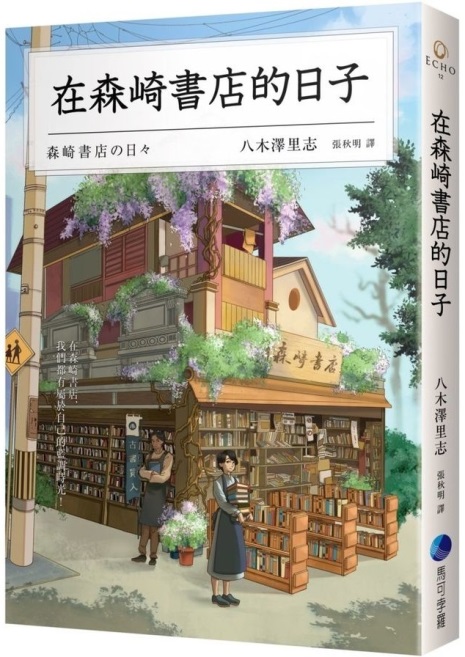 在森崎書店的日子
森崎書店の日々
八木澤里志
張秋明 譯
森崎書店
在森崎書店,
我們都有屬於自己的
ECHO
12
在森崎書店的日子
八木澤里志
張秋明 譯
馬可孛羅